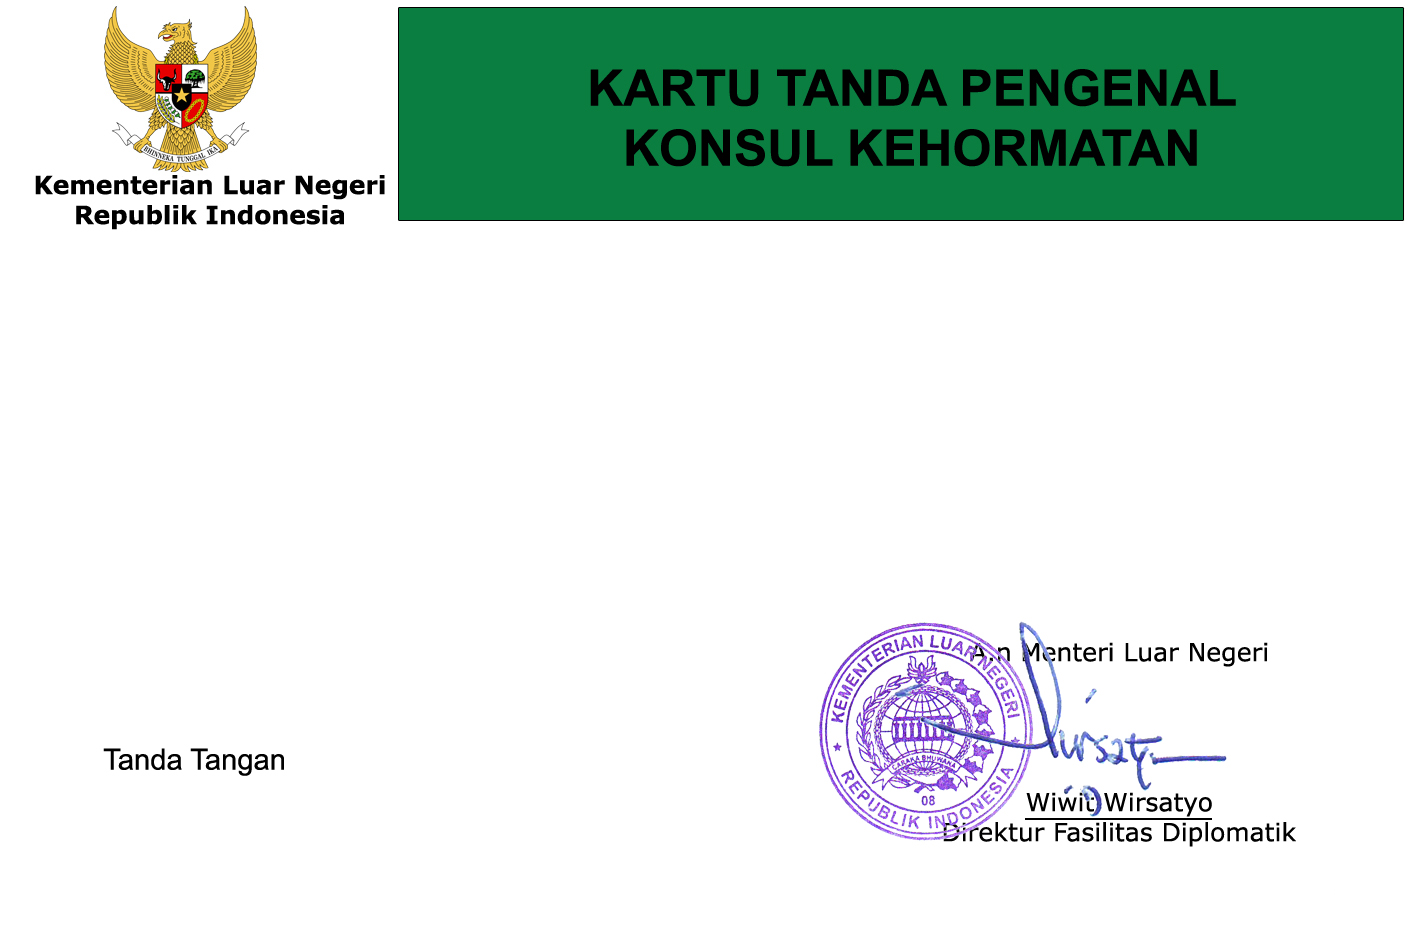 BHINNEKA TUNGGAL IKA
Kementerian Luar Negeri
Republik Indonesia
KARTU TANDA PENGENAL
KONSUL KEHORMATAN
A.n Menteri Luar Negeri
KEMENTERIAN LUAR NEGERI
CARAKA BHUWANA
08
REPUBLIK INDONESIA
Tanda Tangan
Wiwit Wirsatyo
Direktur Fasilitas Diplomatik